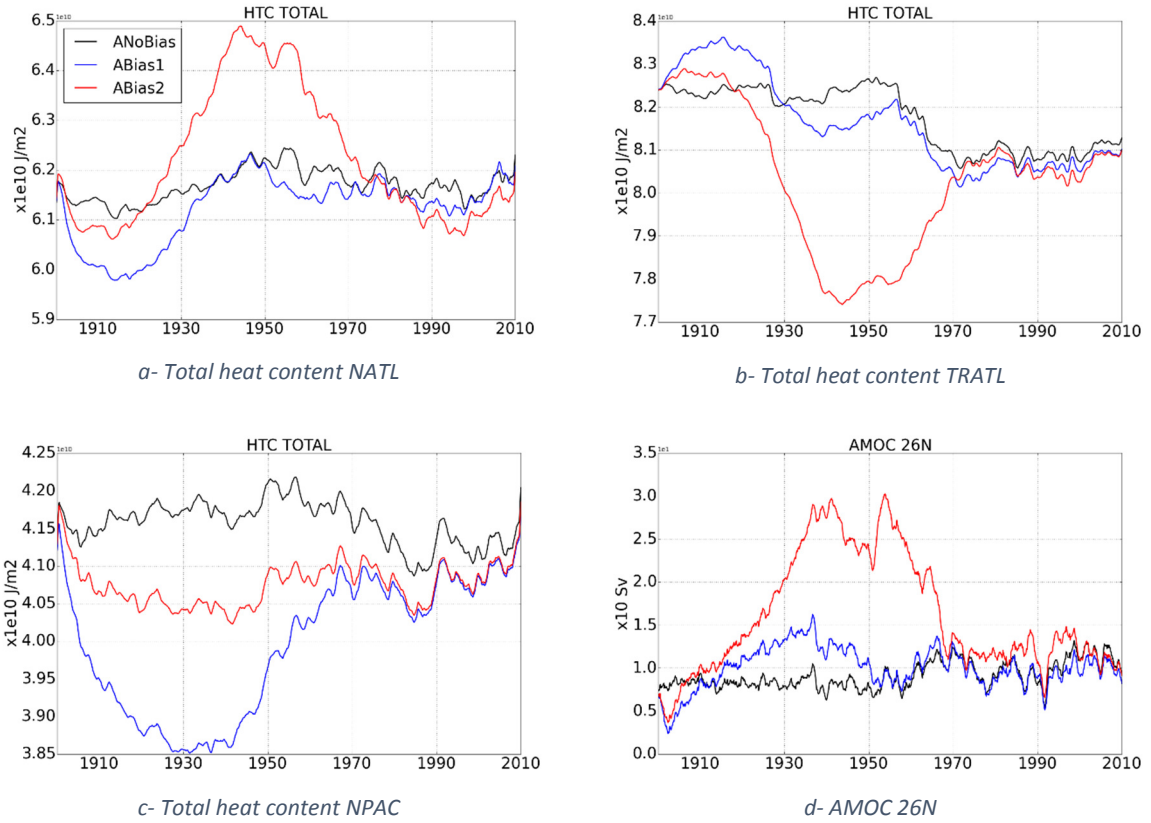 HTC TOTAL
1e10
6.5
6.4
6.3
6.2
6.1
6.0
5.9
x1e10 J/m2
ANoBias
ABias1
ABias2
1910 1930 1950 1970 1990 2010
a- Total heat content NATL
HTC TOTAL
1e10
8.4
8.3
8.2
8.1
8.0
7.9
7.8
7.7
x1e10 J/m2
1910 1930 1950 1970 1990 2010
b- Total heat content TRATL
HTC TOTAL
1e10
4.25
4.20
4.15
4.10
4.05
4.00
3.95
3.90
3.85
x1e10 J/m2
1910 1930 1950 1970 1990 2010
c- Total heat content NPAC
AMOC 26N
1e1
3.5
3.0
2.5
2.0
1.5
1.0
0.5
0.0
x10 Sv
1910 1930 1950 1970 1990 2010
d- AMOC 26N